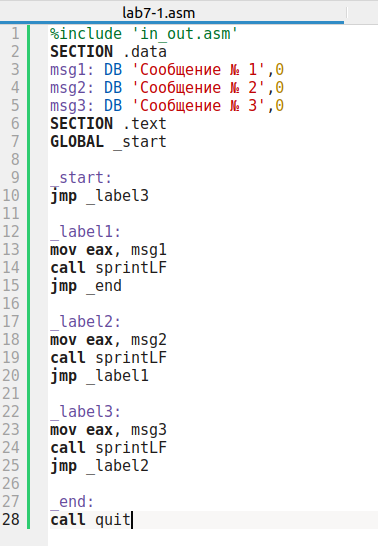 lab7-1.asm
1 %include 'in_out.asm'
2 SECTION .data
3 msg1: DB 'Сообщение № 1',0
4 msg2: DB 'Сообщение № 2',0
5 msg3: DB 'Сообщение № 3',0
6 SECTION .text
7 GLOBAL _start
8
9 _start:
10 jmp _label3
11
12 _label1:
13 mov eax, msg1
14 call sprintLF
15 jmp _end
16
17 _label2:
18 mov eax, msg2
19 call sprintLF
20 jmp _label1
21
22 _label3:
23 mov eax, msg3
24 call sprintLF
25 jmp _label2
26
27 _end:
28 call quit